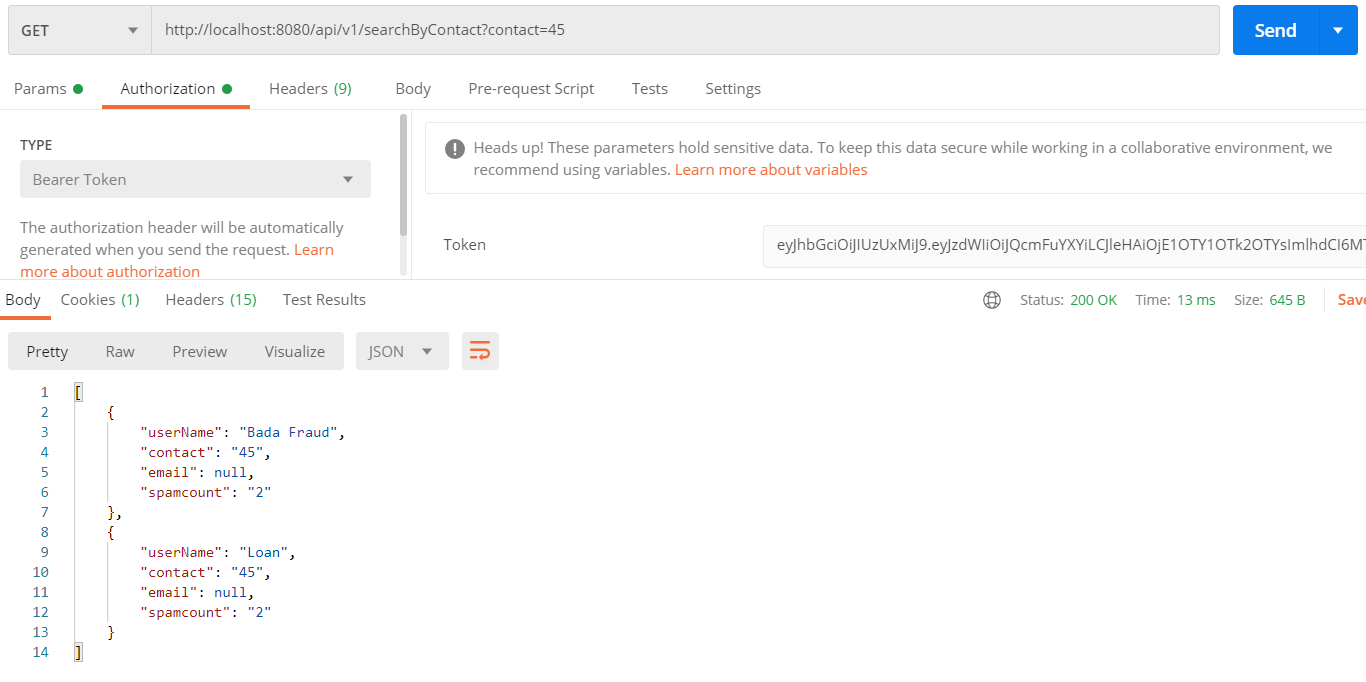 GET
http://localhost:8080/api/v1/searchByContact?contact=45
Send
Params
Authorization
Headers (9)
Body
Pre-request Script
Tests
Settings
TYPE
Bearer Token
The authorization header will be automatically
generated when you send the request. Learn
more about authorization
Heads up! These parameters hold sensitive data. To keep this data secure while working in a collaborative environment, we
recommend using variables. Learn more about variables
Token
eyJhbGciOiJIUzUxMiJ9.eyJzdWIiOiJQcmFuYXYiLCJleHAiOjE1OTY1OTk2OTYsImlhdCI6MT
Body
Cookies (1)
Headers (15)
Test Results
Status: 200 OK
Time: 13 ms
Size: 645 B
Save
Pretty
Raw
Preview
Visualize
JSON
1 [
2 {
3 "userName": "Bada Fraud",
4 "contact": "45",
5 "email": null,
6 "spamcount": "2"
7 },
8 {
9 "userName": "Loan",
10 "contact": "45",
11 "email": null,
12 "spamcount": "2"
13 }
14 ]